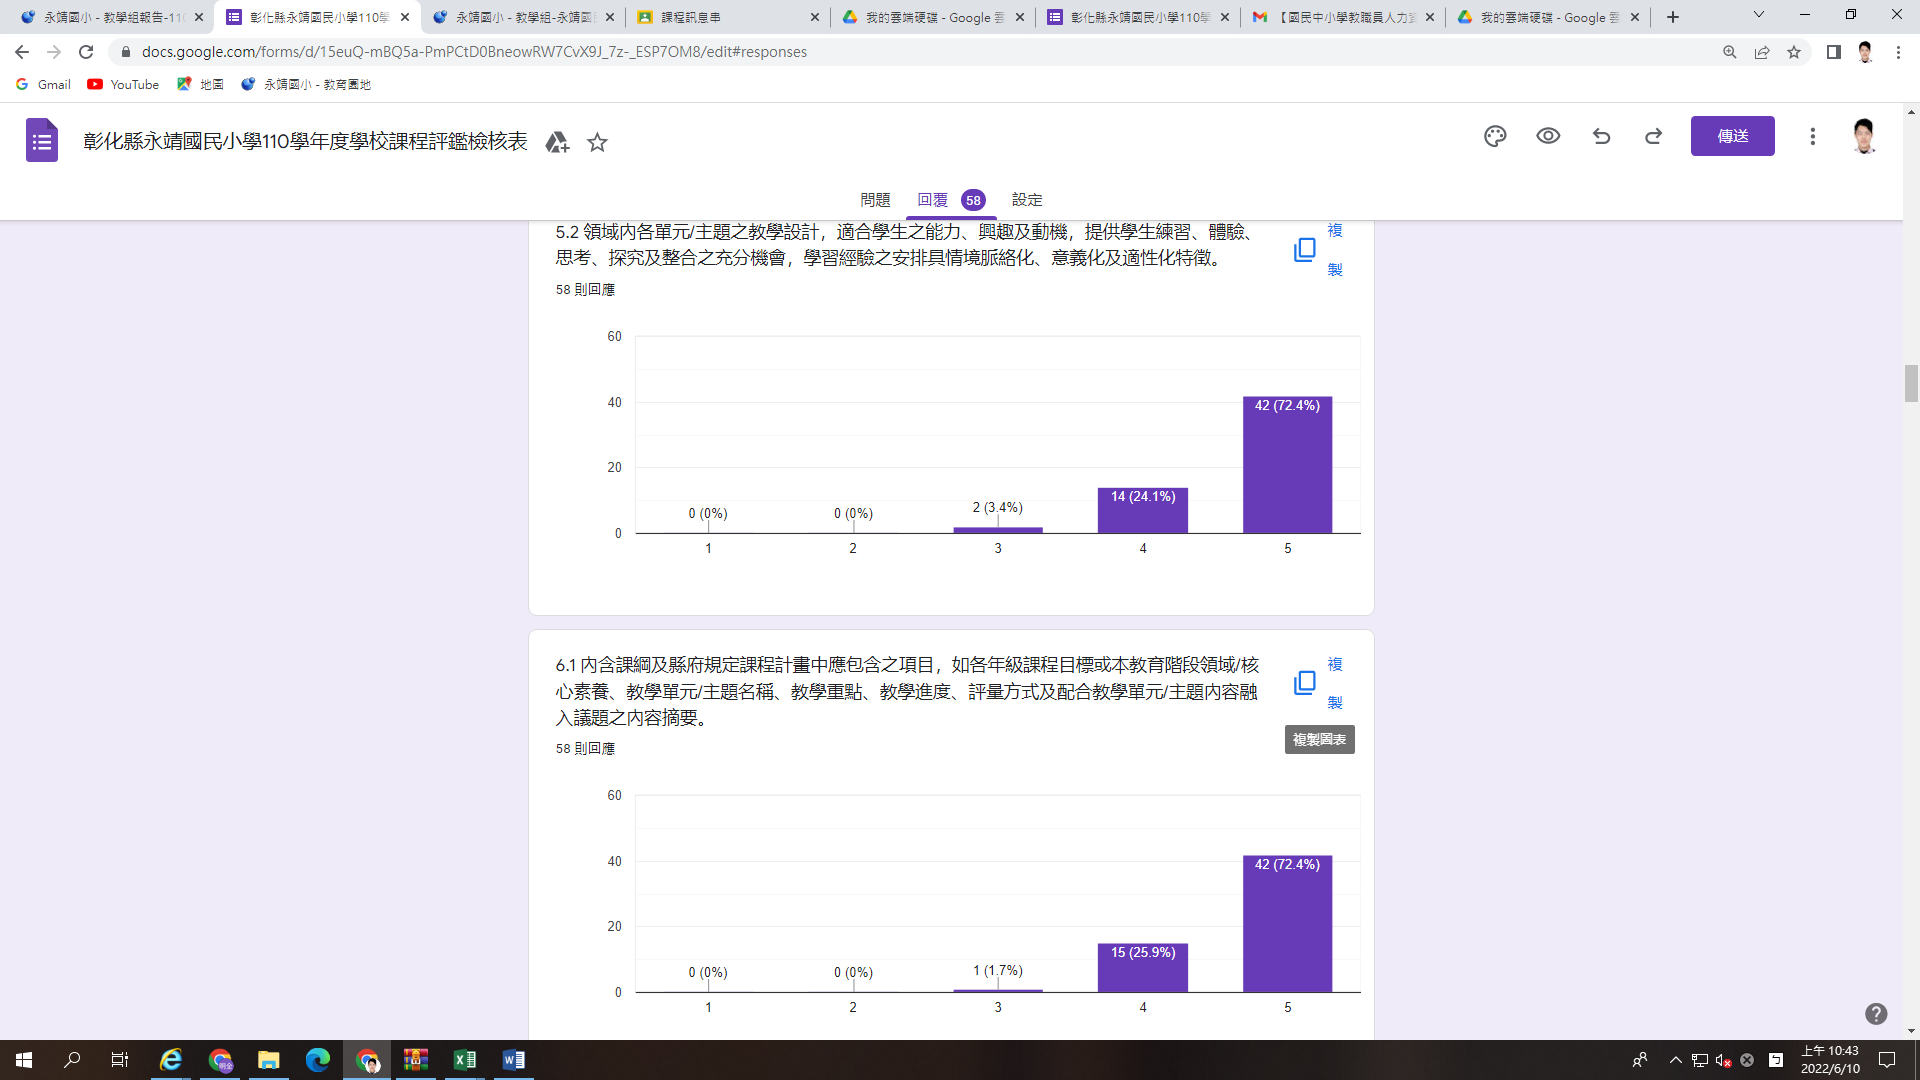 永靖國小 - 教學組報告-110
彰化縣永靖國民小學110學
永靖國小 - 教學組-永靖國
課程訊息串
我的雲端硬碟 - Google 雲
彰化縣永靖國民小學110學
【國民中小學教職員人力資
我的雲端硬碟 - Google 雲
docs.google.com/forms/d/15euQ-mBQ5a-PmPCtD0BneowRW7CvX9J_7z-_ESP7OM8/edit#responses
Gmail
YouTube
地圖
永靖國小 - 教育園地
彰化縣永靖國民小學110學年度學校課程評鑑檢核表
傳送
問題
回覆 58
設定
5.2 領域內各單元/主題之教學設計，適合學生之能力、興趣及動機，提供學生練習、體驗、
思考、探究及整合之充分機會，學習經驗之安排具情境脈絡化、意義化及適性化特徵。
複
製
58 則回應
60
40
20
0
0 (0%)
0 (0%)
2 (3.4%)
14 (24.1%)
42 (72.4%)
1
2
3
4
5
6.1 內含課綱及縣府規定課程計畫中應包含之項目，如各年級課程目標或本教育階段領域/核
心素養、教學單元/主題名稱、教學重點、教學進度、評量方式及配合教學單元/主題內容融
入議題之內容摘要。
複
製
複製圖表
58 則回應
60
40
20
0
0 (0%)
0 (0%)
1 (1.7%)
15 (25.9%)
42 (72.4%)
1
2
3
4
5
上午 10:43
2022/6/10